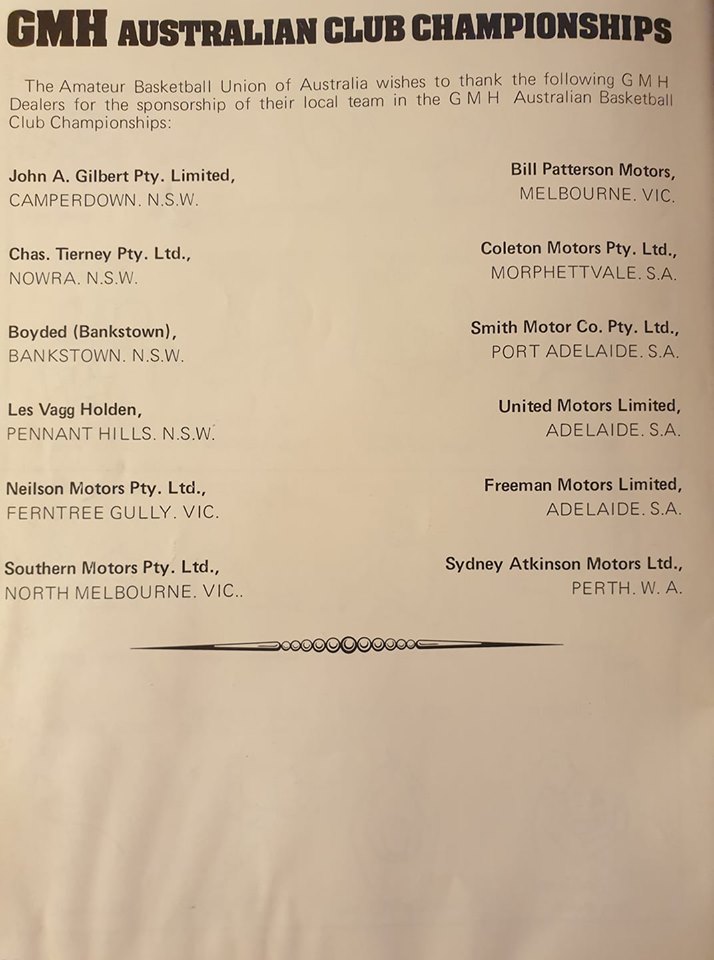 GMH AUSTRALIAN CLUB CHAMPIONSHIPS
The Amateur Basketball Union of Australia wishes to thank the following G M H
Dealers for the sponsorship of their local team in the G M H Australian Basketball
Club Championships:
John A. Gilbert Pty. Limited,
CAMPERDOWN. N.S.W.
Chas. Tierney Pty. Ltd.,
NOWRA. N.S.W.
Boyded (Bankstown),
BANKSTOWN. N.S.W.
Les Vagg Holden,
PENNANT HILLS. N.S.W.
Neilson Motors Pty. Ltd.,
FERNTREE GULLY. VIC.
Southern Motors Pty. Ltd.,
NORTH MELBOURNE. VIC..
Bill Patterson Motors,
MELBOURNE. VIC.
Coleton Motors Pty. Ltd.,
MORPHETTVALE. S.A.
Smith Motor Co. Pty. Ltd.,
PORT ADELAIDE. S.A.
United Motors Limited,
ADELAIDE. S.A.
Freeman Motors Limited,
ADELAIDE. S.A.
Sydney Atkinson Motors Ltd.,
PERTH. W. A.